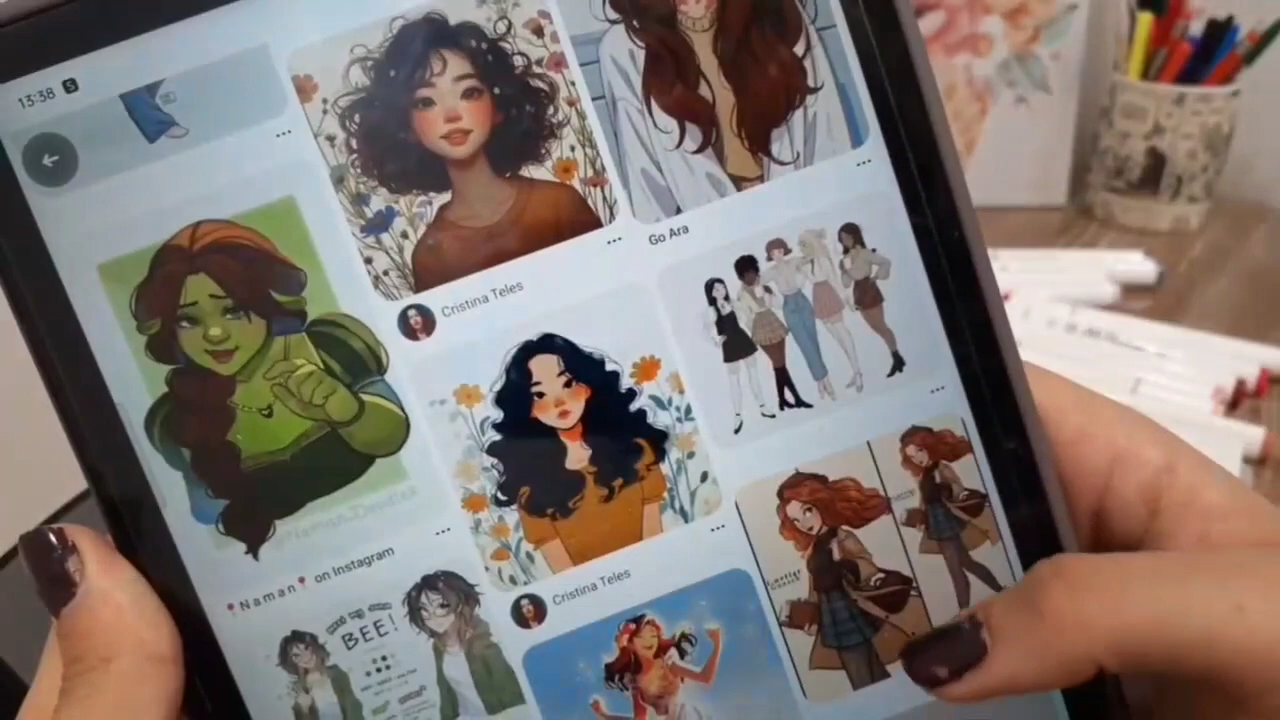 13:38 S
Go Ara
Cristina Teles
📍Naman📍 on Instagram
Cristina Teles
BEE!